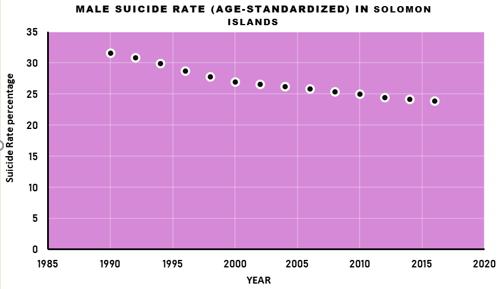 MALE SUICIDE RATE (AGE-STANDARDIZED) IN SOLOMON
ISLANDS
Suicide Rate percentage
35
30
25
20
15
10
5
0
1985 1990 1995 2000 2005 2010 2015 2020
YEAR